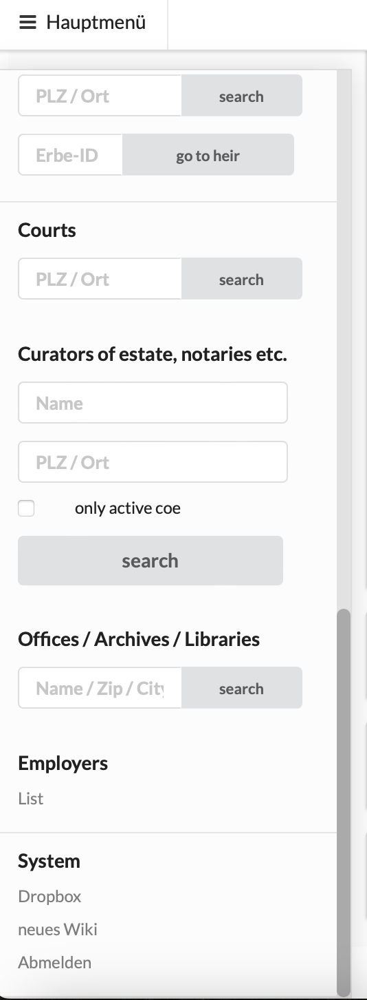 Hauptmenü
PLZ / Ort search
Erbe-ID go to heir
Courts
PLZ / Ort search
Curators of estate, notaries etc.
Name
PLZ / Ort
only active coe
search
Offices / Archives / Libraries
Name / Zip / City search
Employers
List
System
Dropbox
neues Wiki
Abmelden